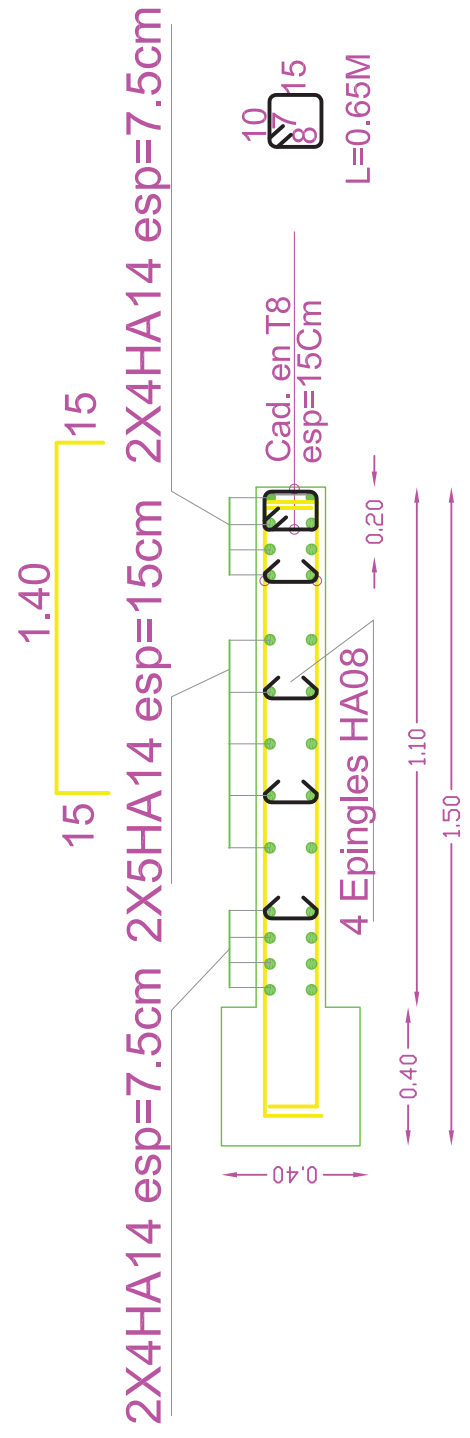 1.40
15
15
2X4HA14 esp=7.5cm
2X5HA14 esp=15cm
2X4HA14 esp=7.5cm
Cad. en T8
esp=15Cm
10
15
7
8
L=0.65M
4 Epingles HA08
0.20
0.40
0.40
1.10
1.50